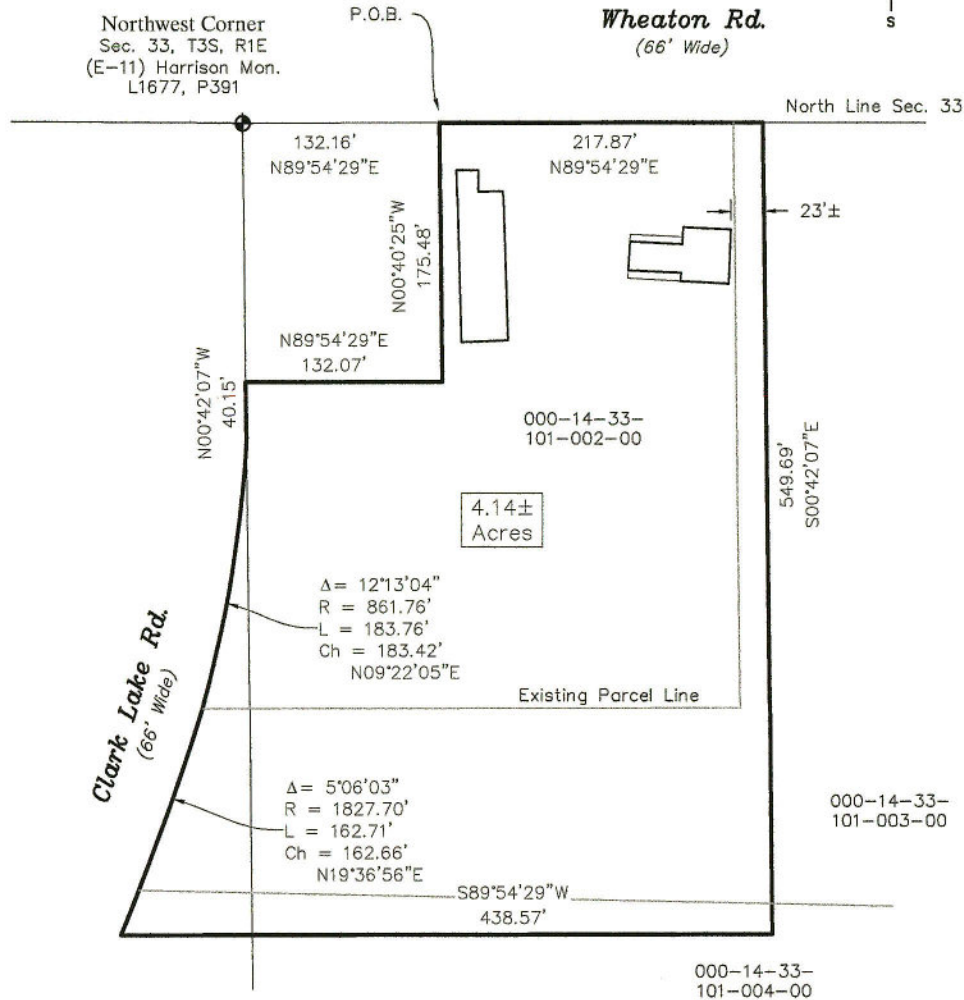 P.O.B.
Wheaton Rd.
(66' Wide)
S
Northwest Corner
Sec. 33, T3S, R1E
(E-11) Harrison Mon.
L1677, P391
North Line Sec. 33
132.16'
N89°54'29"E
217.87'
N89°54'29"E
23'±
N00°40'25"W
175.48'
N89°54'29"E
132.07'
N00°42'07"W
40.15'
000-14-33-
101-002-00
549.69'
S00°42'07"E
4.14±
Acres
Δ= 12°13'04"
R = 861.76'
L = 183.76'
Ch = 183.42'
N09°22'05"E
Clark Lake Rd.
(66' Wide)
Existing Parcel Line
Δ= 5°06'03"
R = 1827.70'
L = 162.71'
Ch = 162.66'
N19°36'56"E
000-14-33-
101-003-00
S89°54'29"W
438.57'
000-14-33-
101-004-00